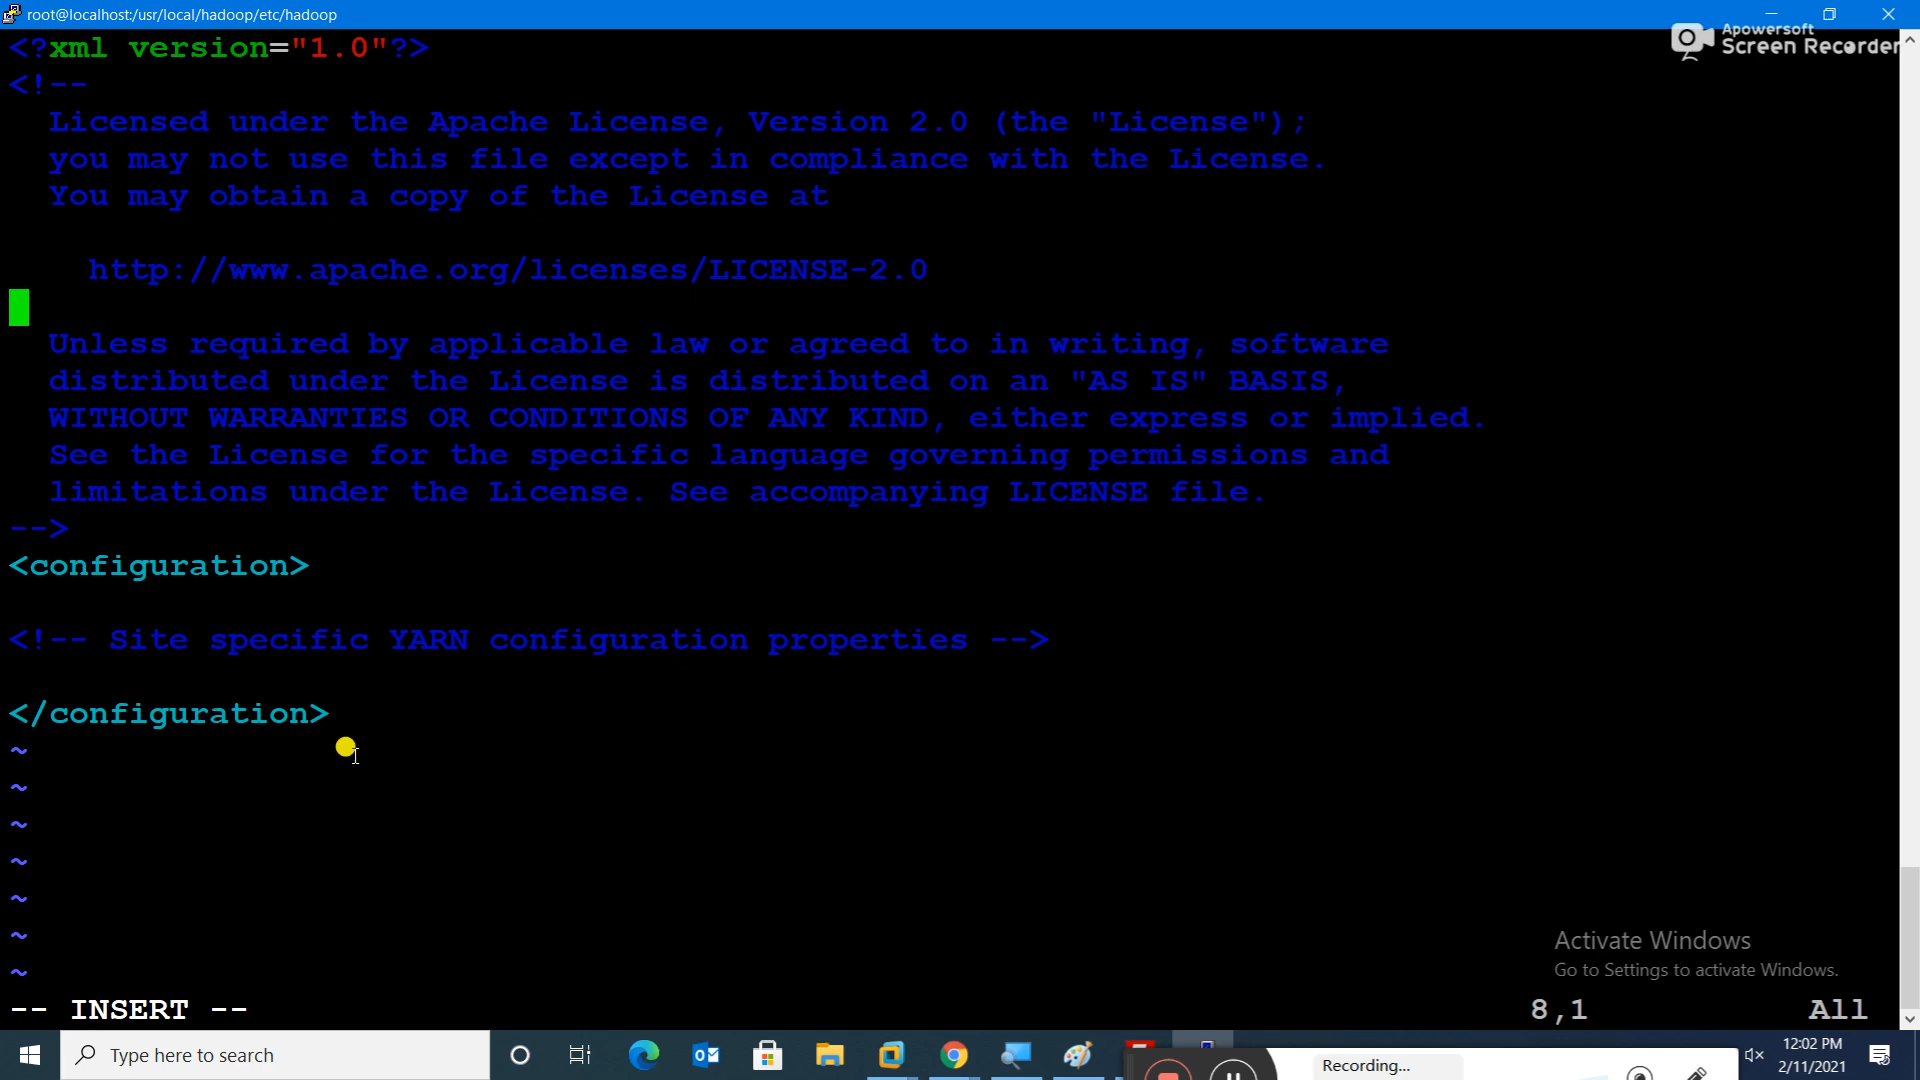 root@localhost:/usr/local/hadoop/etc/hadoop
Apowersoft
Screen Recorder
<?xml version="1.0"?>
<!--
Licensed under the Apache License, Version 2.0 (the "License");
you may not use this file except in compliance with the License.
You may obtain a copy of the License at
http://www.apache.org/licenses/LICENSE-2.0
Unless required by applicable law or agreed to in writing, software
distributed under the License is distributed on an "AS IS" BASIS,
WITHOUT WARRANTIES OR CONDITIONS OF ANY KIND, either express or implied.
See the License for the specific language governing permissions and
limitations under the License. See accompanying LICENSE file.
-->
<configuration>
<!-- Site specific YARN configuration properties -->
</configuration>
~
~
~
~
~
~
~
Activate Windows
Go to Settings to activate Windows.
-- INSERT -- 8,1 All
Type here to search
Recording...
12:02 PM
2/11/2021